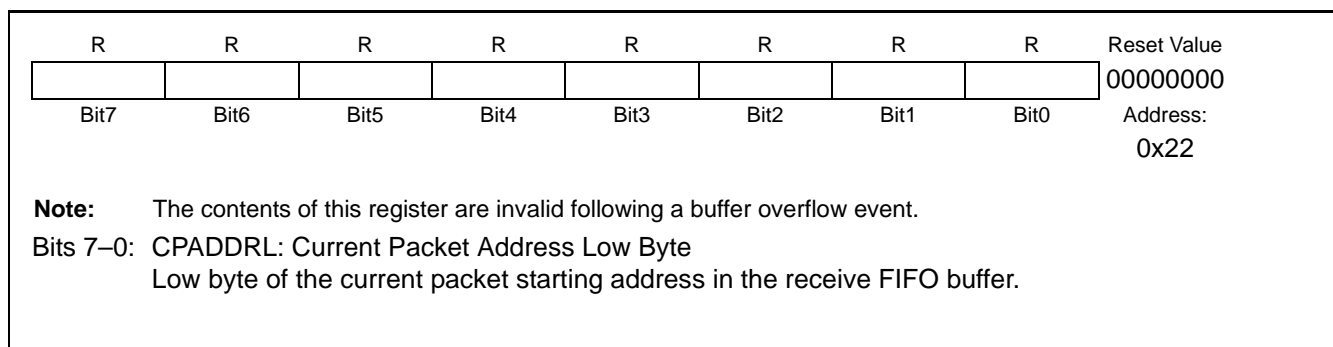 R R R R R R R R Reset Value
00000000
Bit7 Bit6 Bit5 Bit4 Bit3 Bit2 Bit1 Bit0 Address:
0x22
Note: The contents of this register are invalid following a buffer overflow event.
Bits 7–0: CPADDRL: Current Packet Address Low Byte
Low byte of the current packet starting address in the receive FIFO buffer.